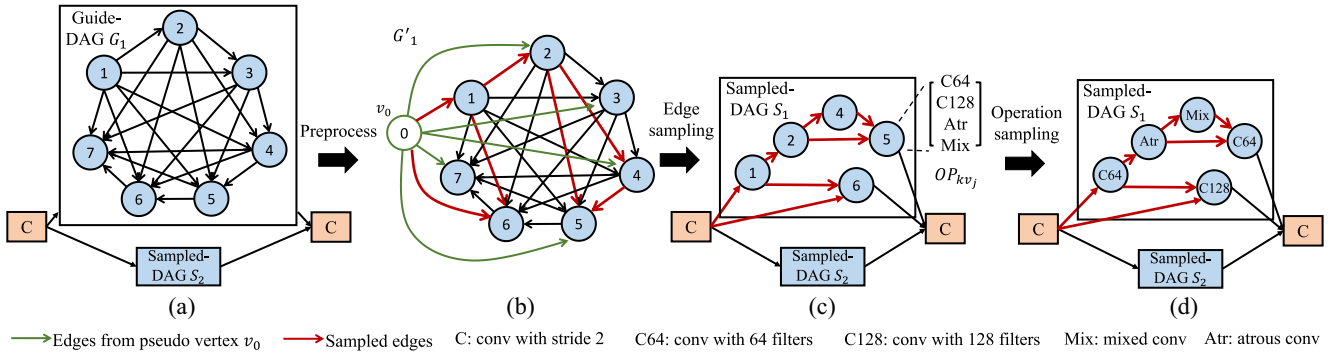 Guide-
DAG G₁
1
2
3
4
5
6
7
C
C
Sampled-
DAG S₂
(a)
Preprocess
G'₁
v₀
0
1
2
3
4
5
6
7
(b)
Edge
sampling
Sampled-
DAG S₁
1
2
4
5
6
C
C
Sampled-
DAG S₂
(c)
C64
C128
Atr
Mix
OP_{kv_j}
Operation
sampling
Sampled-
DAG S₁
C64
Atr
Mix
C64
C128
C
C
Sampled-
DAG S₂
(d)
Edges from pseudo vertex v₀ Sampled edges C: conv with stride 2 C64: conv with 64 filters C128: conv with 128 filters Mix: mixed conv Atr: atrous conv